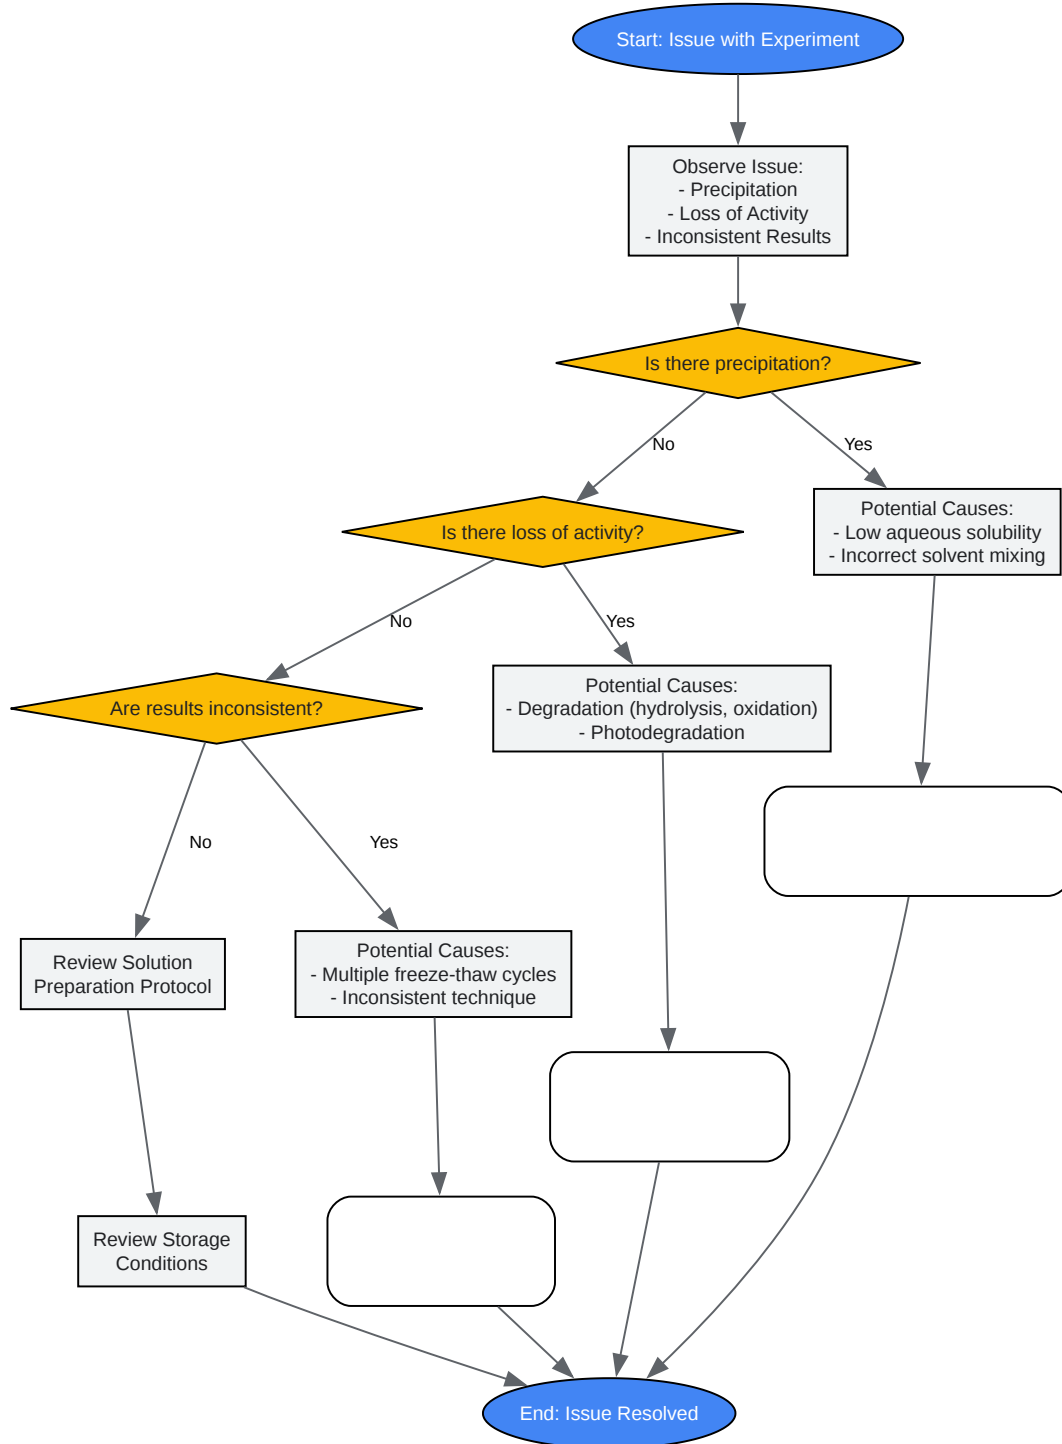 Start: Issue with Experiment
Observe Issue:
- Precipitation
- Loss of Activity
- Inconsistent Results
Is there precipitation?
No
Yes
Potential Causes:
- Low aqueous solubility
- Incorrect solvent mixing
Is there loss of activity?
No
Yes
Potential Causes:
- Degradation (hydrolysis, oxidation)
- Photodegradation
Are results inconsistent?
No
Yes
Review Solution
Preparation Protocol
Potential Causes:
- Multiple freeze-thaw cycles
- Inconsistent technique
Review Storage
Conditions
End: Issue Resolved